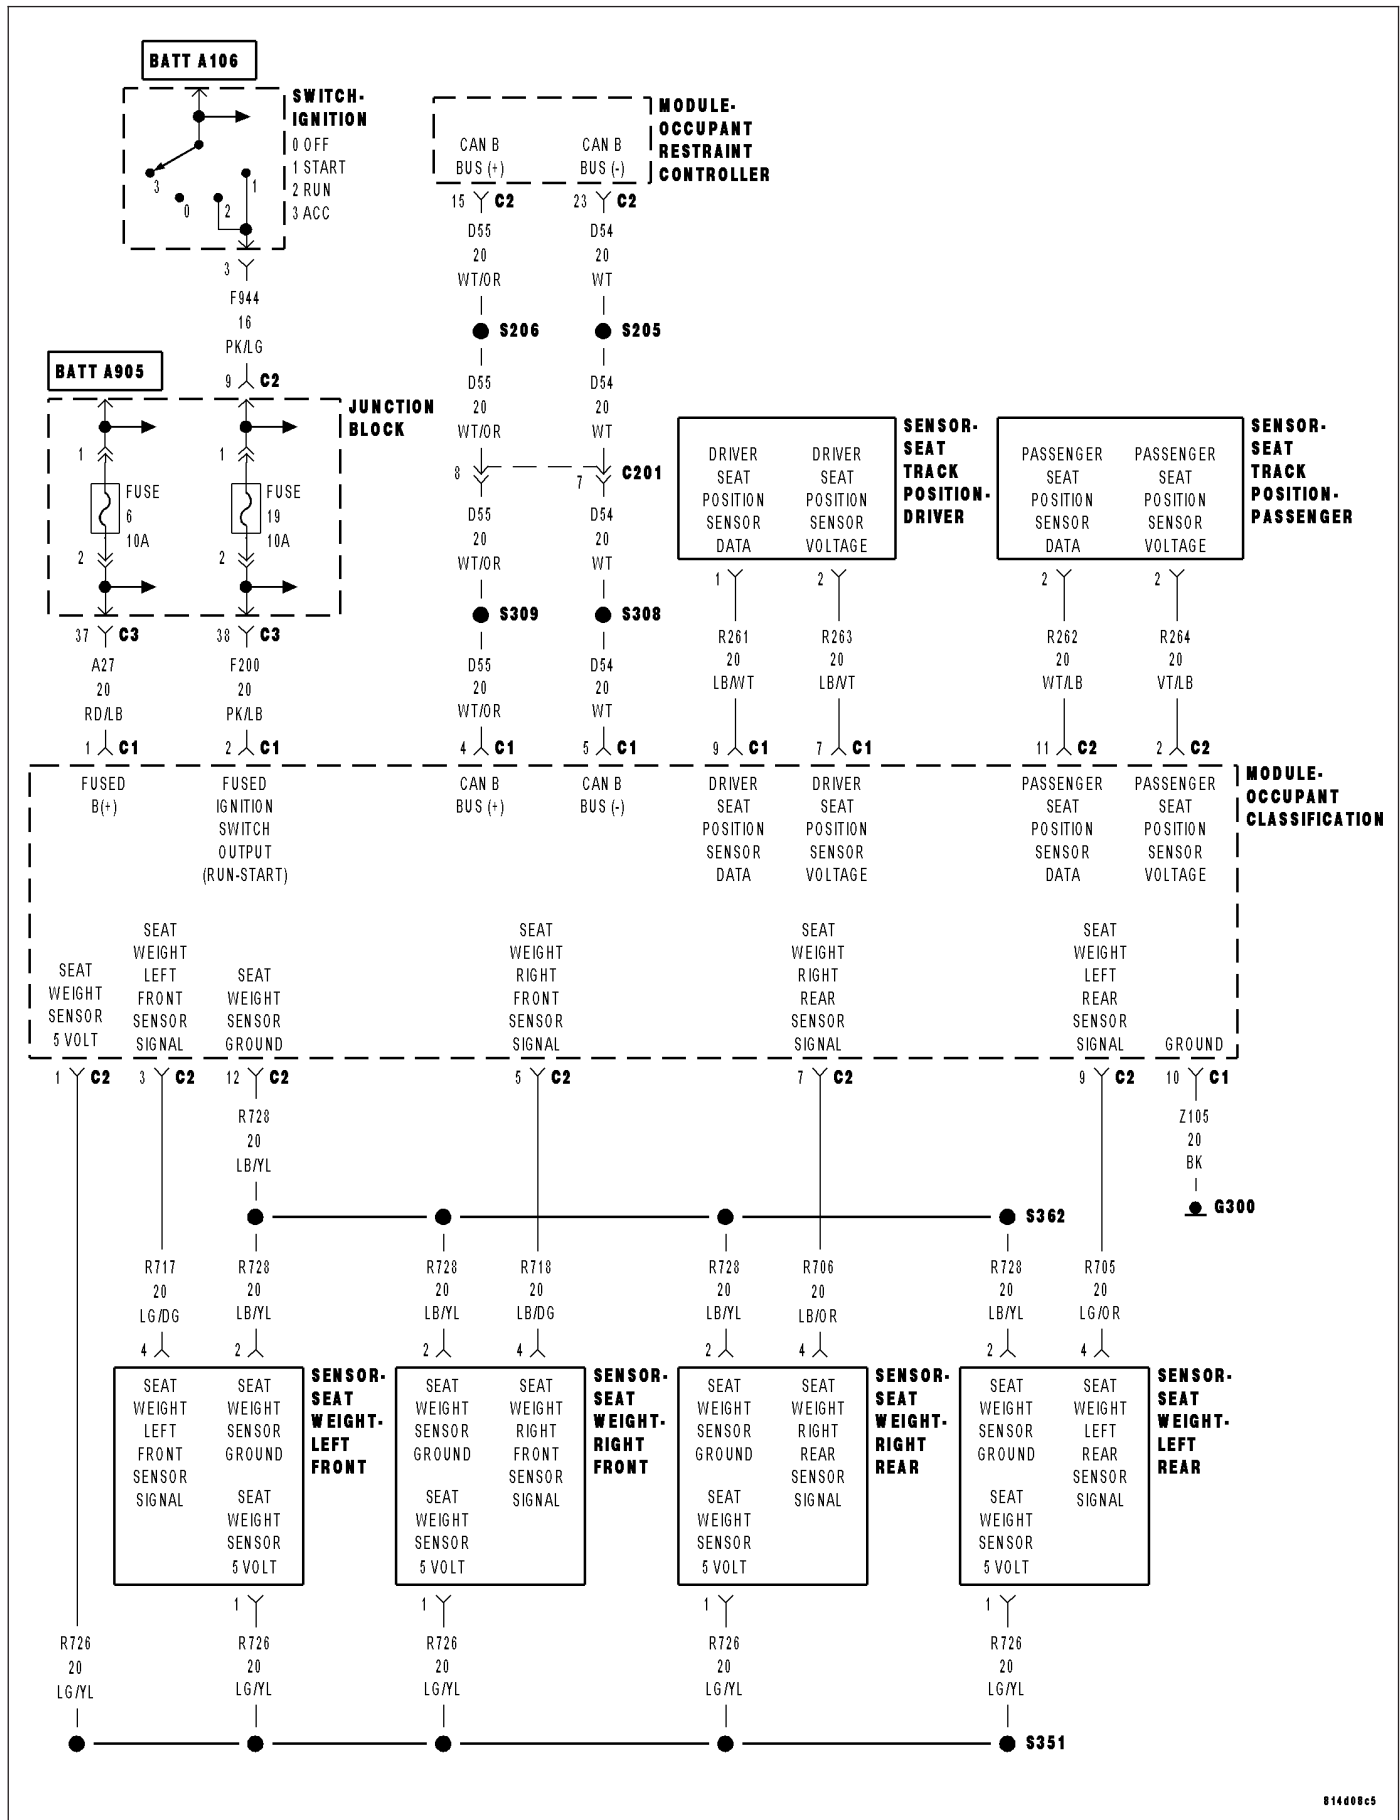 BATT A106
SWITCH-
IGNITION
0 OFF
1 START
2 RUN
3 ACC
3
0
2
1
3
F944
16
PK/LG
9 C2
MODULE-
OCCUPANT
RESTRAINT
CONTROLLER
CAN B
BUS (+)
CAN B
BUS (-)
15 C2
23 C2
D55
20
WT/OR
D54
20
WT
S206
S205
D55
20
WT/OR
D54
20
WT
8
7
C201
D55
20
WT/OR
D54
20
WT
S309
S308
D55
20
WT/OR
D54
20
WT
4 C1
5 C1
BATT A905
JUNCTION
BLOCK
1
FUSE
6
10A
2
1
FUSE
19
10A
2
37 C3
38 C3
A27
20
RD/LB
F200
20
PK/LB
1 C1
2 C1
SENSOR-
SEAT
TRACK
POSITION-
DRIVER
DRIVER
SEAT
POSITION
SENSOR
DATA
DRIVER
SEAT
POSITION
SENSOR
VOLTAGE
1
2
R261
20
LB/WT
R263
20
LB/VT
9 C1
7 C1
SENSOR-
SEAT
TRACK
POSITION-
PASSENGER
PASSENGER
SEAT
POSITION
SENSOR
DATA
PASSENGER
SEAT
POSITION
SENSOR
VOLTAGE
2
2
R262
20
WT/LB
R264
20
VT/LB
11 C2
2 C2
MODULE-
OCCUPANT
CLASSIFICATION
FUSED
B(+)
FUSED
IGNITION
SWITCH
OUTPUT
(RUN-START)
CAN B
BUS (+)
CAN B
BUS (-)
DRIVER
SEAT
POSITION
SENSOR
DATA
DRIVER
SEAT
POSITION
SENSOR
VOLTAGE
PASSENGER
SEAT
POSITION
SENSOR
DATA
PASSENGER
SEAT
POSITION
SENSOR
VOLTAGE
SEAT
WEIGHT
SENSOR
5 VOLT
SEAT
WEIGHT
LEFT
FRONT
SENSOR
SIGNAL
SEAT
WEIGHT
SENSOR
GROUND
SEAT
WEIGHT
RIGHT
FRONT
SENSOR
SIGNAL
SEAT
WEIGHT
RIGHT
REAR
SENSOR
SIGNAL
SEAT
WEIGHT
LEFT
REAR
SENSOR
SIGNAL
GROUND
1 C2
3 C2
12 C2
5 C2
7 C2
9 C2
10 C1
R728
20
LB/YL
Z105
20
BK
G300
S362
R717
20
LG/DG
R728
20
LB/YL
R728
20
LB/YL
R718
20
LB/DG
R728
20
LB/YL
R706
20
LB/OR
R728
20
LB/YL
R705
20
LG/OR
4
2
2
4
2
4
2
4
SEAT
WEIGHT
LEFT
FRONT
SENSOR
SIGNAL
SEAT
WEIGHT
SENSOR
GROUND
SEAT
WEIGHT
SENSOR
5 VOLT
SENSOR-
SEAT
WEIGHT-
LEFT
FRONT
SEAT
WEIGHT
SENSOR
GROUND
SEAT
WEIGHT
SENSOR
5 VOLT
SEAT
WEIGHT
RIGHT
FRONT
SENSOR
SIGNAL
SENSOR-
SEAT
WEIGHT-
RIGHT
FRONT
SEAT
WEIGHT
SENSOR
GROUND
SEAT
WEIGHT
SENSOR
5 VOLT
SEAT
WEIGHT
RIGHT
REAR
SENSOR
SIGNAL
SENSOR-
SEAT
WEIGHT-
RIGHT
REAR
SEAT
WEIGHT
SENSOR
GROUND
SEAT
WEIGHT
SENSOR
5 VOLT
SEAT
WEIGHT
LEFT
REAR
SENSOR
SIGNAL
SENSOR-
SEAT
WEIGHT-
LEFT
REAR
1
1
1
1
R726
20
LG/YL
R726
20
LG/YL
R726
20
LG/YL
R726
20
LG/YL
R726
20
LG/YL
S351
814d08c5